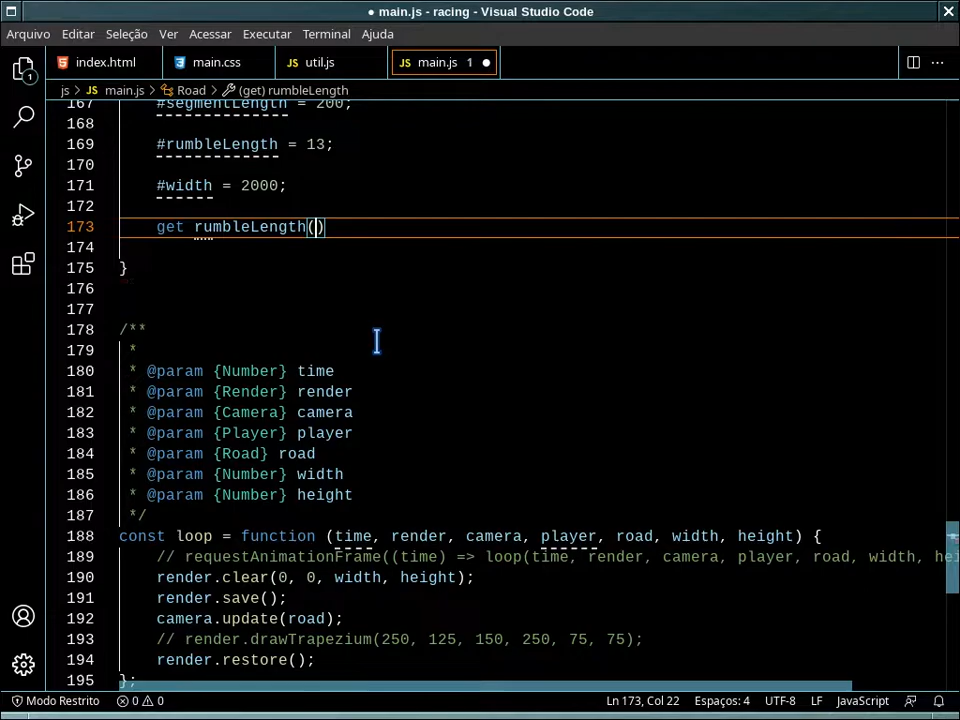 ● main.js - racing - Visual Studio Code
Arquivo Editar Seleção Ver Acessar Executar Terminal Ajuda
index.html main.css util.js main.js 1
js > main.js > Road > (get) rumbleLength
167 #segmentLength = 200;
168
169 #rumbleLength = 13;
170
171 #width = 2000;
172
173 get rumbleLength()
174
175 }
176
177
178 /**
179 *
180 * @param {Number} time
181 * @param {Render} render
182 * @param {Camera} camera
183 * @param {Player} player
184 * @param {Road} road
185 * @param {Number} width
186 * @param {Number} height
187 */
188 const loop = function (time, render, camera, player, road, width, height) {
189 // requestAnimationFrame((time) => loop(time, render, camera, player, road, width, hei
190 render.clear(0, 0, width, height);
191 render.save();
192 camera.update(road);
193 // render.drawTrapezium(250, 125, 150, 250, 75, 75);
194 render.restore();
195 };
1
Modo Restrito 0 0 Ln 173, Col 22 Espaços: 4 UTF-8 LF JavaScript